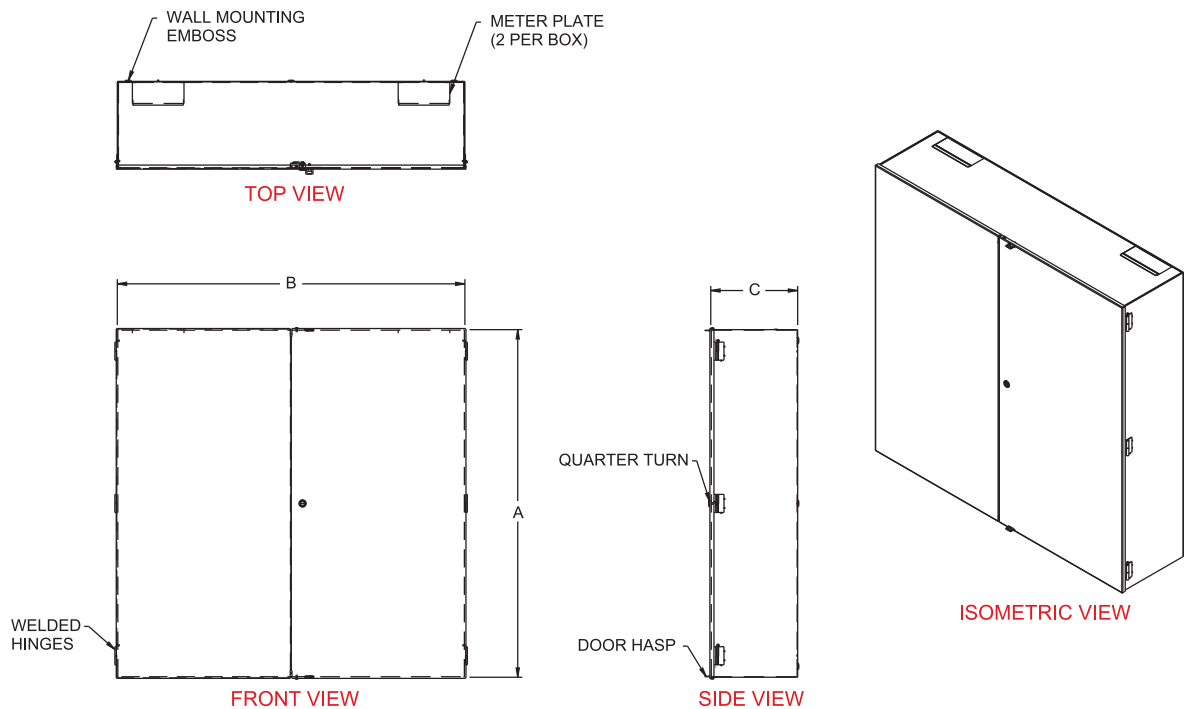 WALL MOUNTING
EMBOSS
METER PLATE
(2 PER BOX)
TOP VIEW
B
C
A
QUARTER TURN
WELDED
HINGES
DOOR HASP
FRONT VIEW
SIDE VIEW
ISOMETRIC VIEW